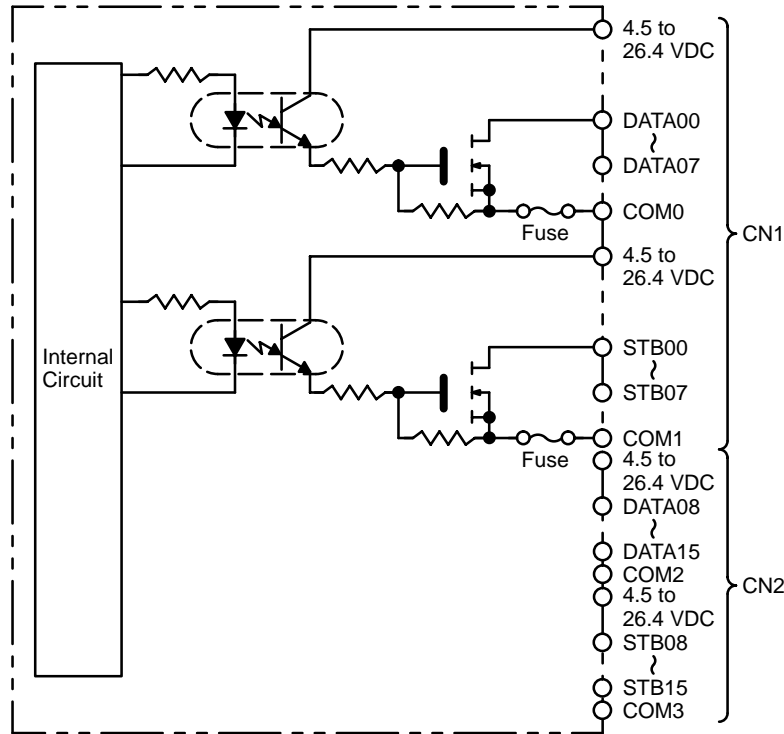 4.5 to
26.4 VDC
DATA00
~
DATA07
COM0
Fuse
CN1
4.5 to
26.4 VDC
Internal
Circuit
STB00
~
STB07
COM1
Fuse
4.5 to
26.4 VDC
DATA08
~
DATA15
COM2
CN2
4.5 to
26.4 VDC
STB08
~
STB15
COM3